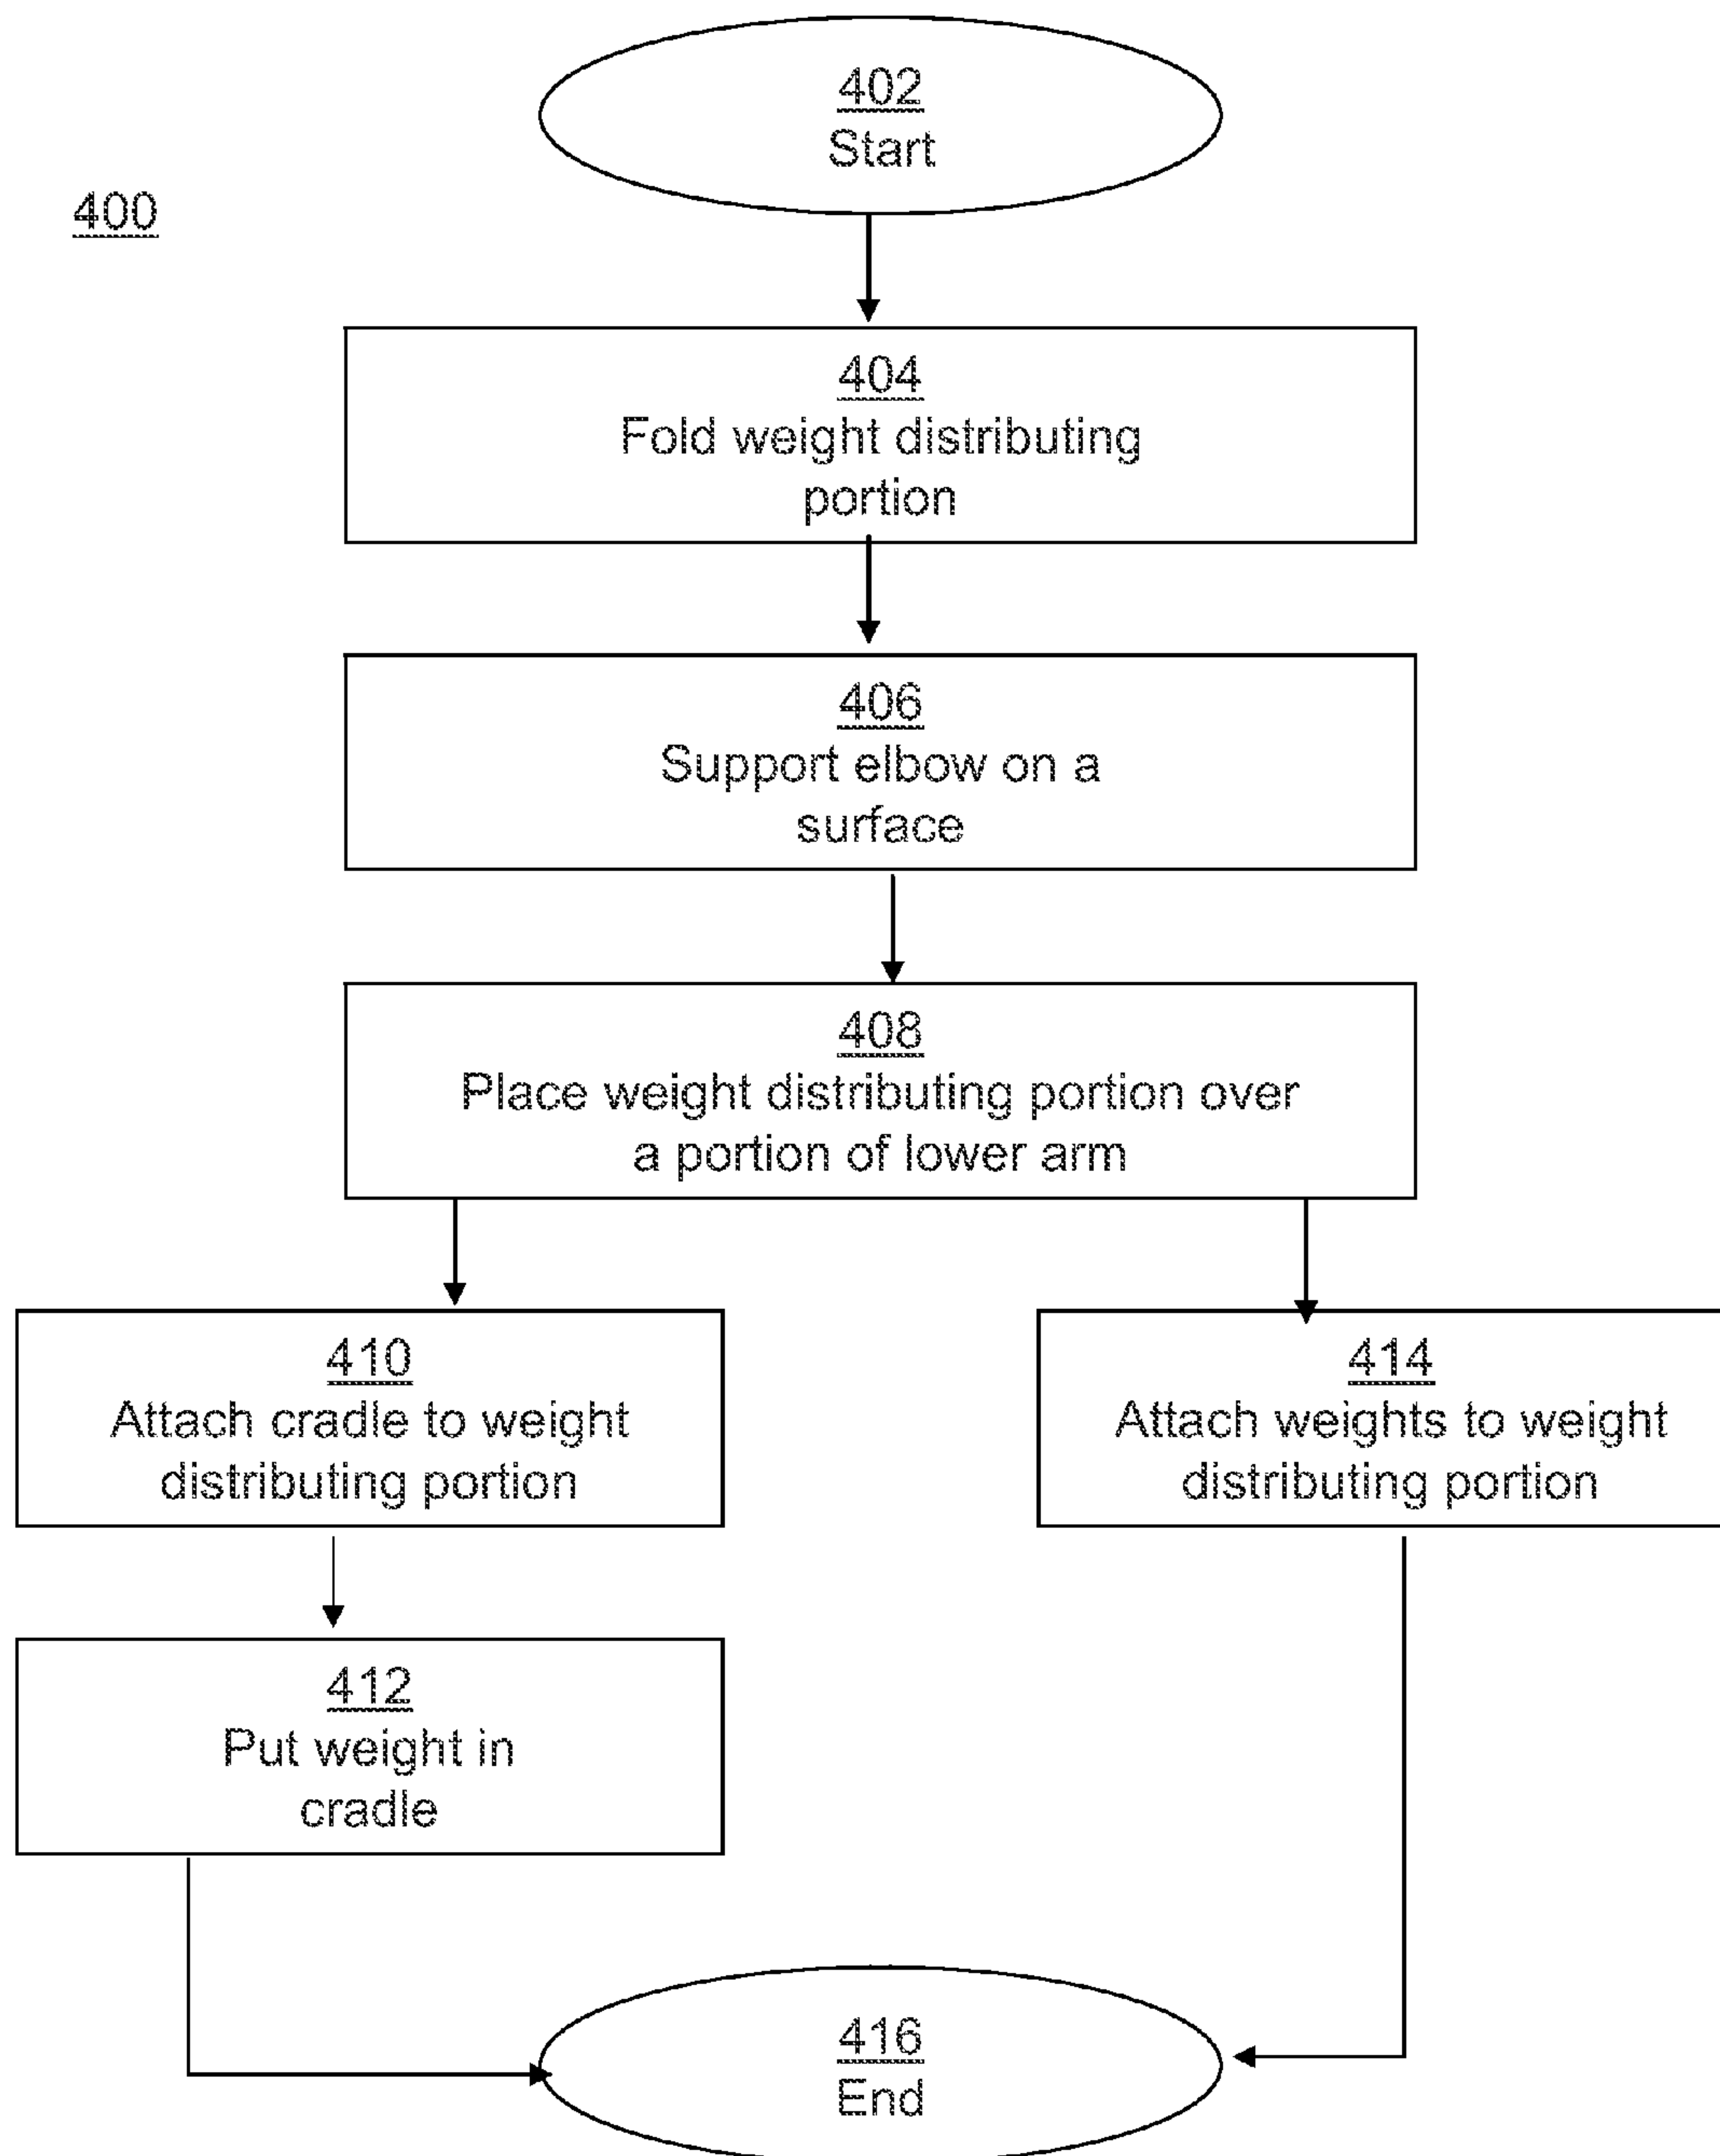 402
Start
400
404
Fold weight distributing
portion
406
Support elbow on a
surface
408
Place weight distributing portion over
a portion of lower arm
410
Attach cradle to weight
distributing portion
414
Attach weights to weight
distributing portion
412
Put weight in
cradle
416
End